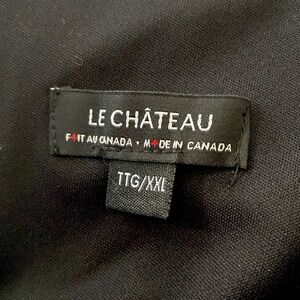 LE CHÂTEAU
FAIT AU CANADA • MADE IN CANADA
TTG/XXL